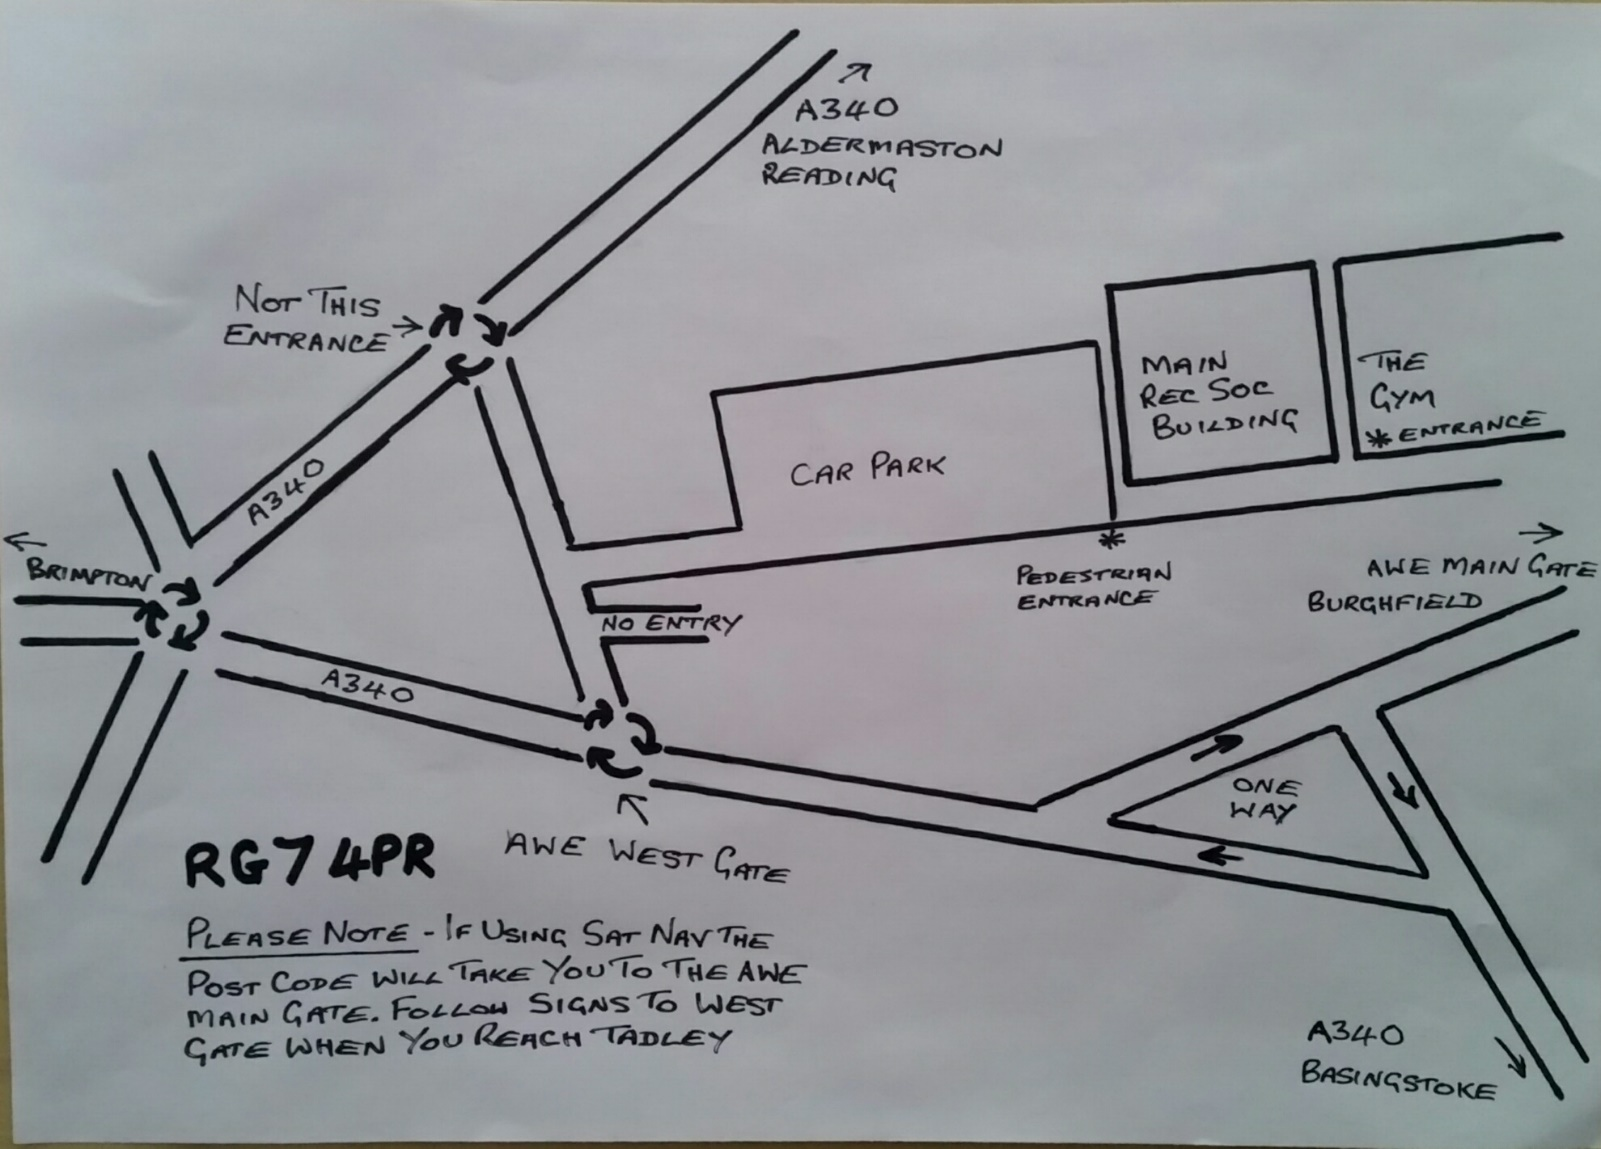 A340
ALDERMASTON
READING
NOT THIS
ENTRANCE
MAIN
REC SOC
BUILDING
THE
GYM
* ENTRANCE
CAR PARK
A340
BRIMPTON
PEDESTRIAN
ENTRANCE
AWE MAIN GATE
BURGHFIELD
NO ENTRY
A340
ONE
WAY
AWE WEST GATE
RG7 4PR
PLEASE NOTE - IF USING SAT NAV THE
POST CODE WILL TAKE YOU TO THE AWE
MAIN GATE. FOLLOW SIGNS TO WEST
GATE WHEN YOU REACH TADLEY
A340
BASINGSTOKE